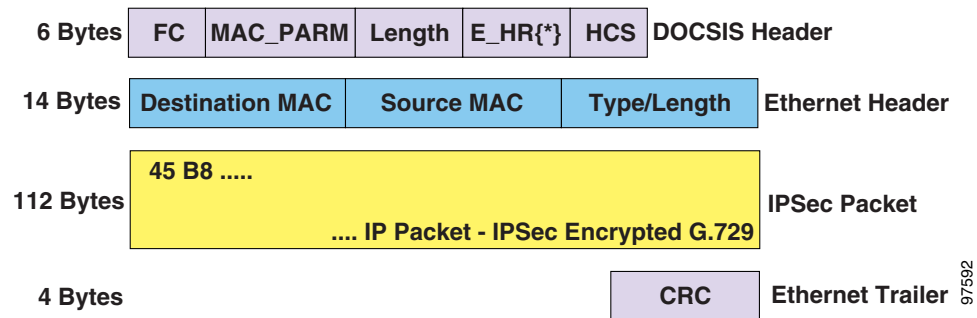 6 Bytes FC MAC_PARM Length E_HR{*} HCS DOCSIS Header
14 Bytes Destination MAC Source MAC Type/Length Ethernet Header
45 B8 .....
112 Bytes IPSec Packet
.... IP Packet - IPSec Encrypted G.729
4 Bytes CRC Ethernet Trailer
97592